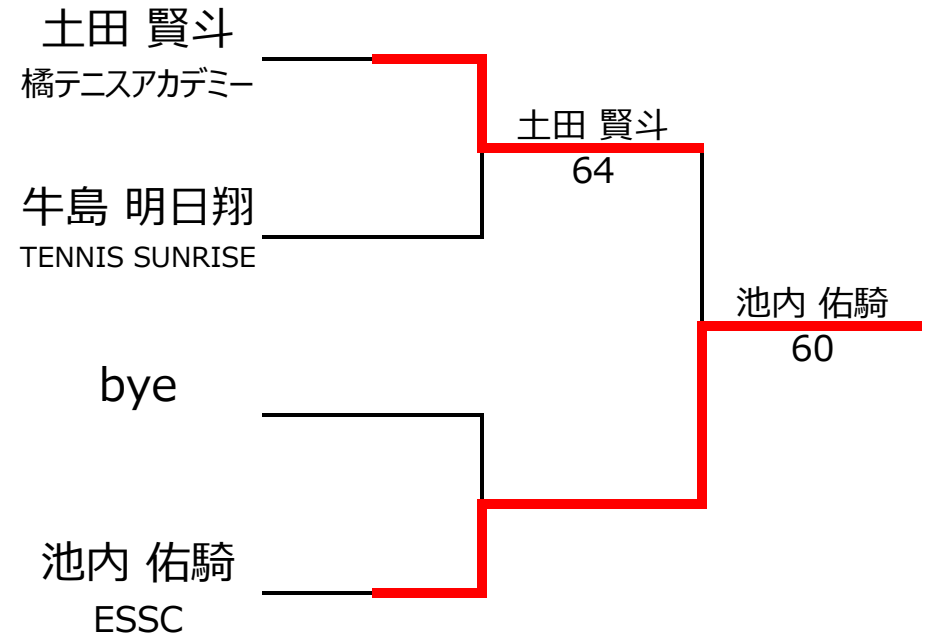 土田 賢斗
橘テニスアカデミー
土田 賢斗
64
牛島 明日翔
TENNIS SUNRISE
池内 佑騎
60
bye
池内 佑騎
ESSC